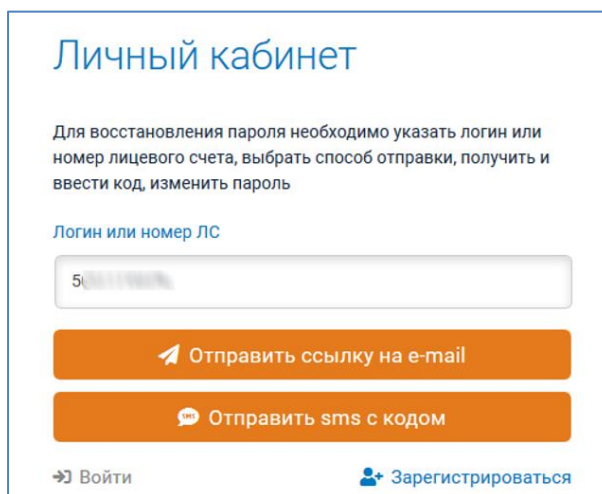 Личный кабинет
Для восстановления пароля необходимо указать логин или
номер лицевого счета, выбрать способ отправки, получить и
ввести код, изменить пароль
Логин или номер ЛС
Отправить ссылку на e-mail
SMS Отправить sms с кодом
Войти Зарегистрироваться